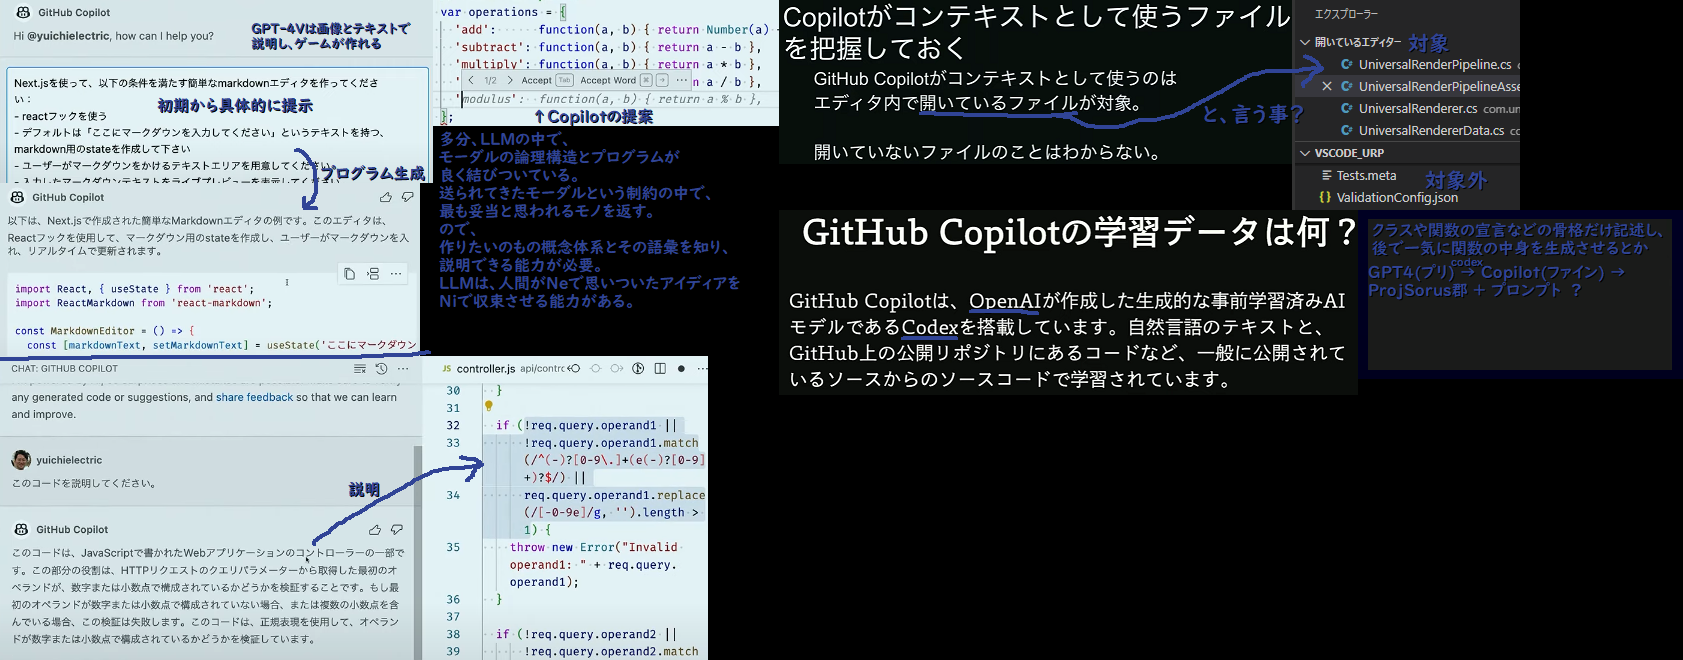 GitHub Copilot
Hi @yuichielectric, how can I help you?
GPT-4Vは画像とテキストで
説明し、ゲームが作れる
Next.jsを使って、以下の条件を満たす簡単なmarkdownエディタを作ってくださ
い：
初期から具体的に提示
- reactフックを使う
- デフォルトは「ここにマークダウンを入力してください」というテキストを持つ、
markdown用のstateを作成して下さい
- ユーザーがマークダウンをかけるテキストエリアを用意してください
- 入力したマークダウンテキストをライブプレビューを表示してください
プログラム生成
GitHub Copilot
以下は、Next.jsで作成された簡単なMarkdownエディタの例です。このエディタは、
Reactフックを使用して、マークダウン用のstateを作成し、ユーザーがマークダウンを入
れ、リアルタイムで更新されます。
import React, { useState } from 'react';
import ReactMarkdown from 'react-markdown';
const MarkdownEditor = () => {
const [markdownText, setMarkdownText] = useState('ここにマークダウン
CHAT: GITHUB COPILOT
any generated code or suggestions, and share feedback so that we can learn
and improve.
yuichielectric
このコードを説明してください。
説明
GitHub Copilot
このコードは、JavaScriptで書かれたWebアプリケーションのコントローラーの一部で
す。この部分の役割は、HTTPリクエストのクエリパラメーターから取得した最初のオ
ペランドが、数字または小数点で構成されているかどうかを検証することです。もし最
初のオペランドが数字または小数点で構成されていない場合、または複数の小数点を含
んでいる場合、この検証は失敗します。このコードは、正規表現を使用して、オペラン
ドが数字または小数点で構成されているかどうかを検証しています。
var operations = {
'add': function(a, b) { return Number(a)
'subtract': function(a, b) { return a - b },
'multiply': function(a, b) { return a * b },
' 1/2 Accept Tab Accept Word ⌘ → ... n a / b },
'modulus': function(a, b) { return a % b },
};
↑Copilotの提案
多分、LLMの中で、
モーダルの論理構造とプログラムが
良く結びついている。
送られてきたモーダルという制約の中で、
最も妥当と思われるモノを返す。
ので、
作りたいのもの概念体系とその語彙を知り、
説明できる能力が必要。
LLMは、人間がNeで思いついたアイディアを
Niで収束させる能力がある。
JS controller.js api/contro
30 }
31
32 if (!req.query.operand1 ||
33 !req.query.operand1.match
(/^(-)?[0-9\.]+(e(-)?[0-9]
+)?$/) ||
34 req.query.operand1.replace
(/[-0-9e]/g, '').length >
1) {
35 throw new Error("Invalid
operand1: " + req.query.
operand1);
36 }
37
38 if (!req.query.operand2 ||
39 !req.query.operand2.match
Copilotがコンテキストとして使うファイル
を把握しておく
GitHub Copilotがコンテキストとして使うのは
エディタ内で開いているファイルが対象。
と、言う事？
開いていないファイルのことはわからない。
エクスプローラー
開いているエディター 対象
C# UniversalRenderPipeline.cs
C# UniversalRenderPipelineAsse
C# UniversalRenderer.cs com.un
C# UniversalRendererData.cs co
VSCODE_URP
Tests.meta
対象外
{} ValidationConfig.json
GitHub Copilotの学習データは何？
GitHub Copilotは、OpenAIが作成した生成的な事前学習済みAI
モデルであるCodexを搭載しています。自然言語のテキストと、
GitHub上の公開リポジトリにあるコードなど、一般に公開されて
いるソースからのソースコードで学習されています。
クラスや関数の宣言などの骨格だけ記述し、
後で一気に関数の中身を生成させるとか
codex
GPT4(プリ) → Copilot(ファイン) →
ProjSorus郡 ＋ プロンプト ？